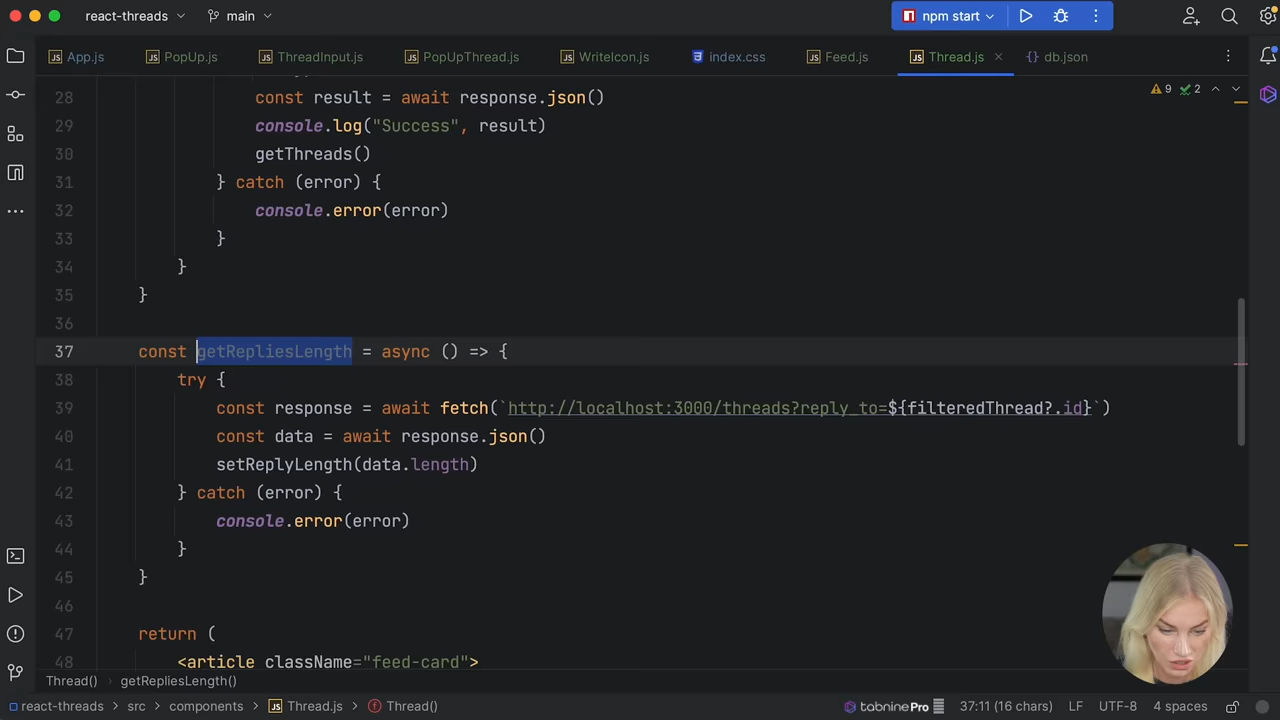 react-threads
main
npm start
App.js
PopUp.js
ThreadInput.js
PopUpThread.js
WriteIcon.js
index.css
Feed.js
Thread.js
db.json
9
2
28 const result = await response.json()
29 console.log("Success", result)
30 getThreads()
31 } catch (error) {
32 console.error(error)
33 }
34 }
35 }
36
37 const getRepliesLength = async () => {
38 try {
39 const response = await fetch(`http://localhost:3000/threads?reply_to=${filteredThread?.id}`)
40 const data = await response.json()
41 setReplyLength(data.length)
42 } catch (error) {
43 console.error(error)
44 }
45 }
46
47 return (
48 <article className="feed-card">
Thread() › getRepliesLength()
react-threads › src › components › Thread.js › Thread()
tabnine Pro
37:11 (16 chars)
LF
UTF-8
4 spaces